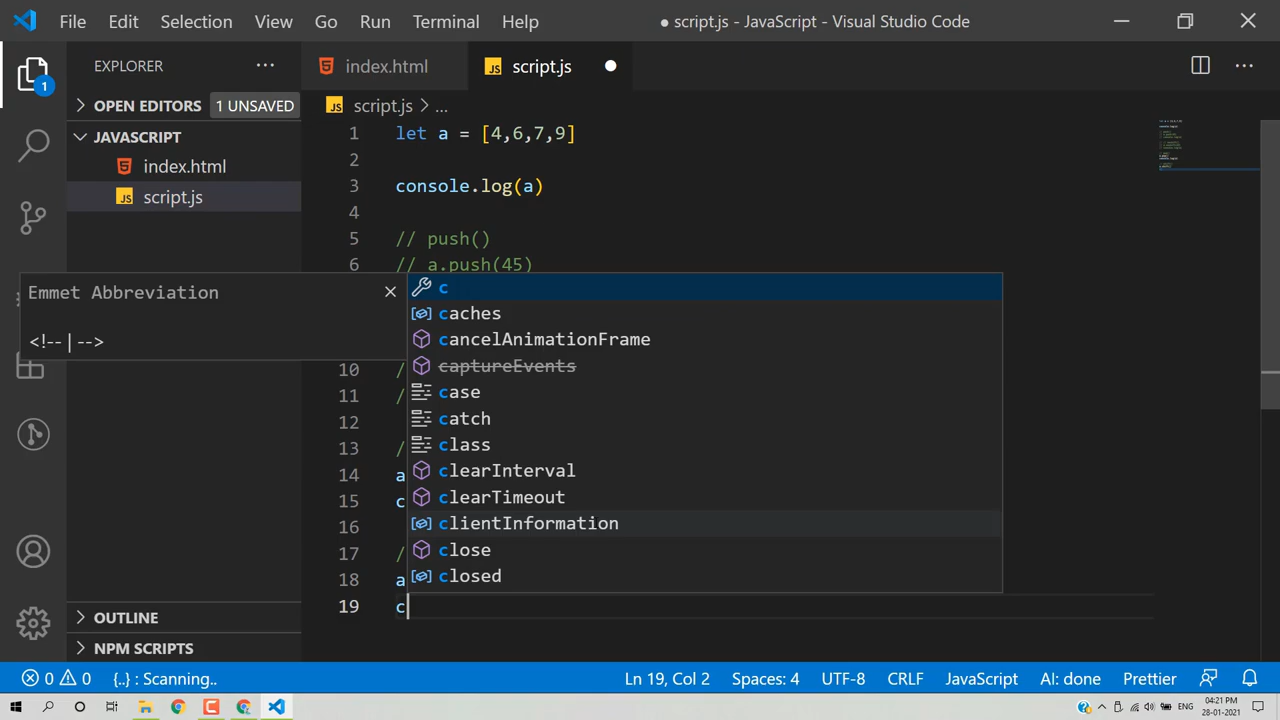 File Edit Selection View Go Run Terminal Help ● script.js - JavaScript - Visual Studio Code
EXPLORER ...
index.html script.js
OPEN EDITORS 1 UNSAVED
script.js > ...
JAVASCRIPT
index.html
script.js
1
1 let a = [4,6,7,9]
2
3 console.log(a)
4
5 // push()
6 // a.push(45)
Emmet Abbreviation
<!-- | -->
c
caches
cancelAnimationFrame
captureEvents
case
catch
class
clearInterval
clearTimeout
clientInformation
close
closed
10 /
11 /
12
13 /
14 a
15 c
16
17 /
18 a
19 c
OUTLINE
NPM SCRIPTS
0 0 {..} : Scanning.. Ln 19, Col 2 Spaces: 4 UTF-8 CRLF JavaScript AI: done Prettier
ENG 04:21 PM
28-01-2021